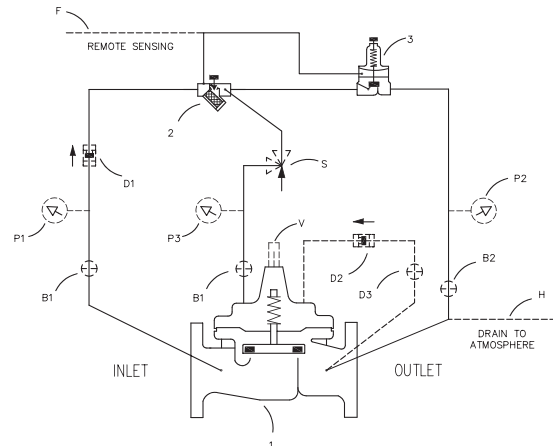 F
REMOTE SENSING
3
2
D1
S
P1
P3
P2
V
D2
D3
B1
B1
B2
H
DRAIN TO
ATMOSPHERE
INLET
OUTLET
1